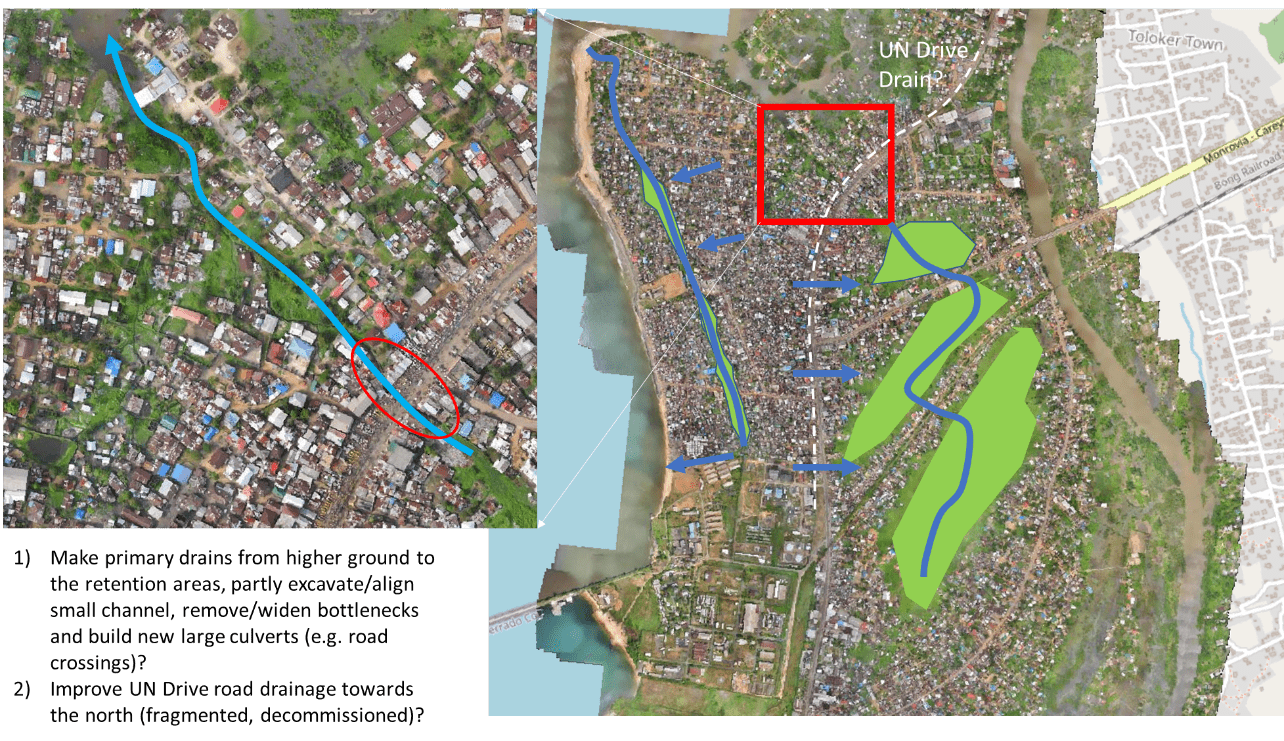 UN Drive
Drain?
Toloker Town
Monrovia - Carey
Bong Railroad
1) Make primary drains from higher ground to
the retention areas, partly excavate/align
small channel, remove/widen bottlenecks
and build new large culverts (e.g. road
crossings)?
2) Improve UN Drive road drainage towards
the north (fragmented, decommissioned)?